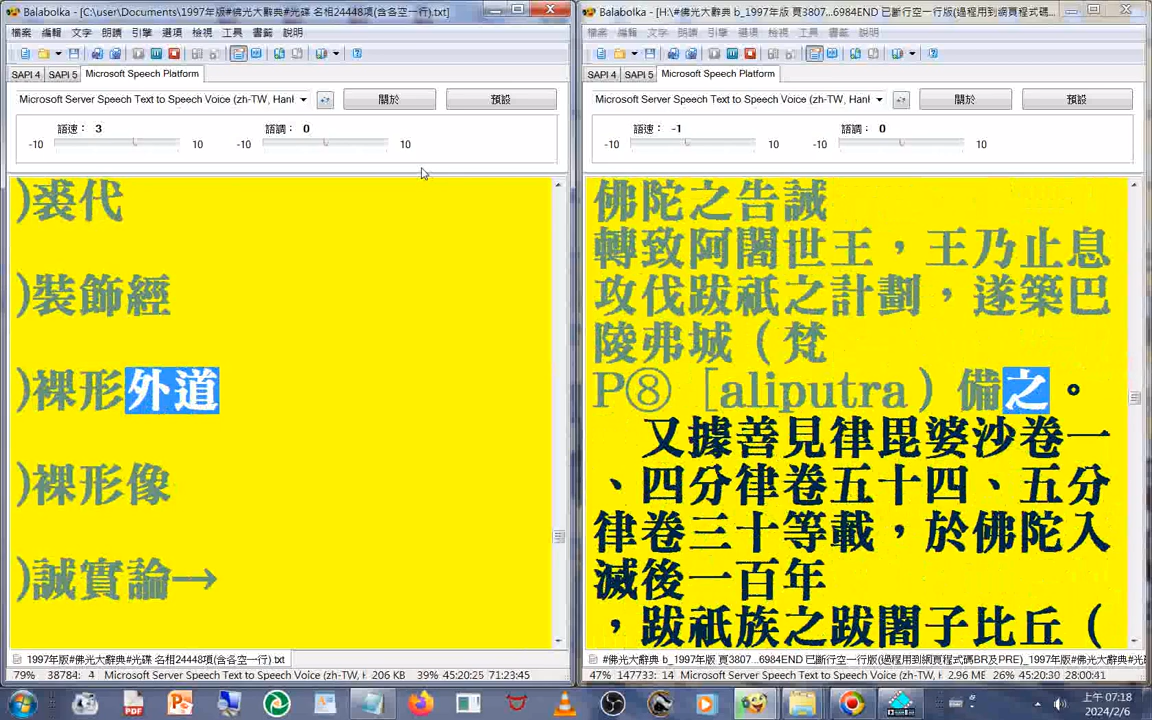 Balabolka - [C:\user\Documents\1997年版#佛光大辭典#光碟 名相24448項(含各空一行).txt]
檔案 編輯 文字 朗讀 引擎 選項 檢視 工具 書籤 說明
SAPI 4 SAPI 5 Microsoft Speech Platform
Microsoft Server Speech Text to Speech Voice (zh-TW, Hanl 關於 預設
語速： 3 語調： 0
-10 10 -10 10
)裘代
)裝飾經
)裸形外道
)裸形像
)誠實論→
1997年版#佛光大辭典#光碟 名相24448項(含各空一行).txt
79% 38784: 4 Microsoft Server Speech Text to Speech Voice (zh-TW, H 206 KB 39% 45:20:25 71:23:45
Balabolka - [H:\#佛光大辭典 b_1997年版 頁3807...6984END 已斷行空一行版(過程用到網頁程式碼...
檔案 編輯 文字 朗讀 引擎 選項 檢視 工具 書籤 說明
SAPI 4 SAPI 5 Microsoft Speech Platform
Microsoft Server Speech Text to Speech Voice (zh-TW, Hanl 關於 預設
語速： -1 語調： 0
-10 10 -10 10
佛陀之告誡
轉致阿闍世王，王乃止息
攻伐跋祇之計劃，遂築巴
陵弗城（梵
P⑧［aliputra）備之。
又據善見律毘婆沙卷一
、四分律卷五十四、五分
律卷三十等載，於佛陀入
滅後一百年
，跋祇族之跋闍子比丘（
#佛光大辭典 b_1997年版 頁3807...6984END 已斷行空一行版(過程用到網頁程式碼BR及PRE)_1997年版#佛光
47% 147733: 14 Microsoft Server Speech Text to Speech Voice (zh-TW, H 2.96 ME 26% 16:50:18 28:00:41
上午 07:18
2024/2/6